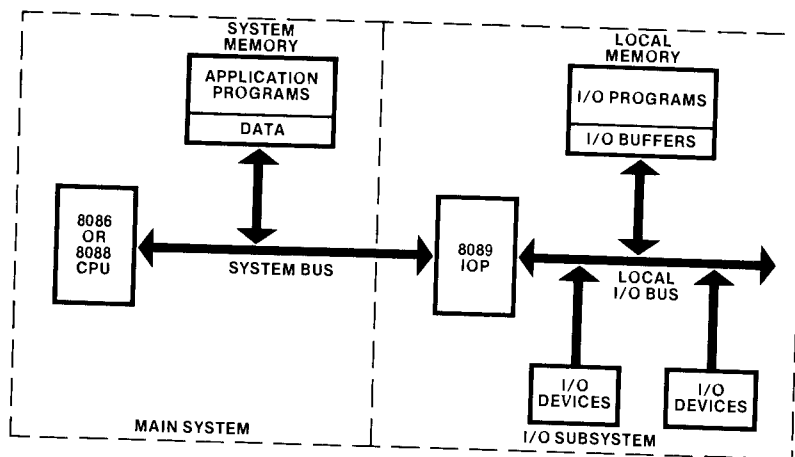 SYSTEM
MEMORY
APPLICATION
PROGRAMS
DATA
8086
OR
8088
CPU
SYSTEM BUS
MAIN SYSTEM
LOCAL
MEMORY
I/O PROGRAMS
I/O BUFFERS
8089
IOP
LOCAL
I/O BUS
I/O
DEVICES
I/O
DEVICES
I/O SUBSYSTEM